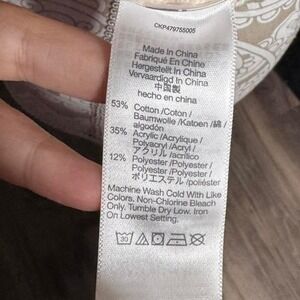 CKP479755005
Made In China
Fabriqué En Chine
Hergestellt In China
Vervaardigd In China
中国製
hecho en china
53% Cotton /Coton /
Baumwolle /Katoen /綿 /
algodón
35% Acrylic /Acrylique /
Polyacryl /Acryl /
アクリル /acrílico
12% Polyester /Polyester /
Polyester /Polyester /
ポリエステル /poliéster
Machine Wash Cold With Like
Colors. Non-Chlorine Bleach
Only. Tumble Dry Low. Iron
On Lowest Setting.
30